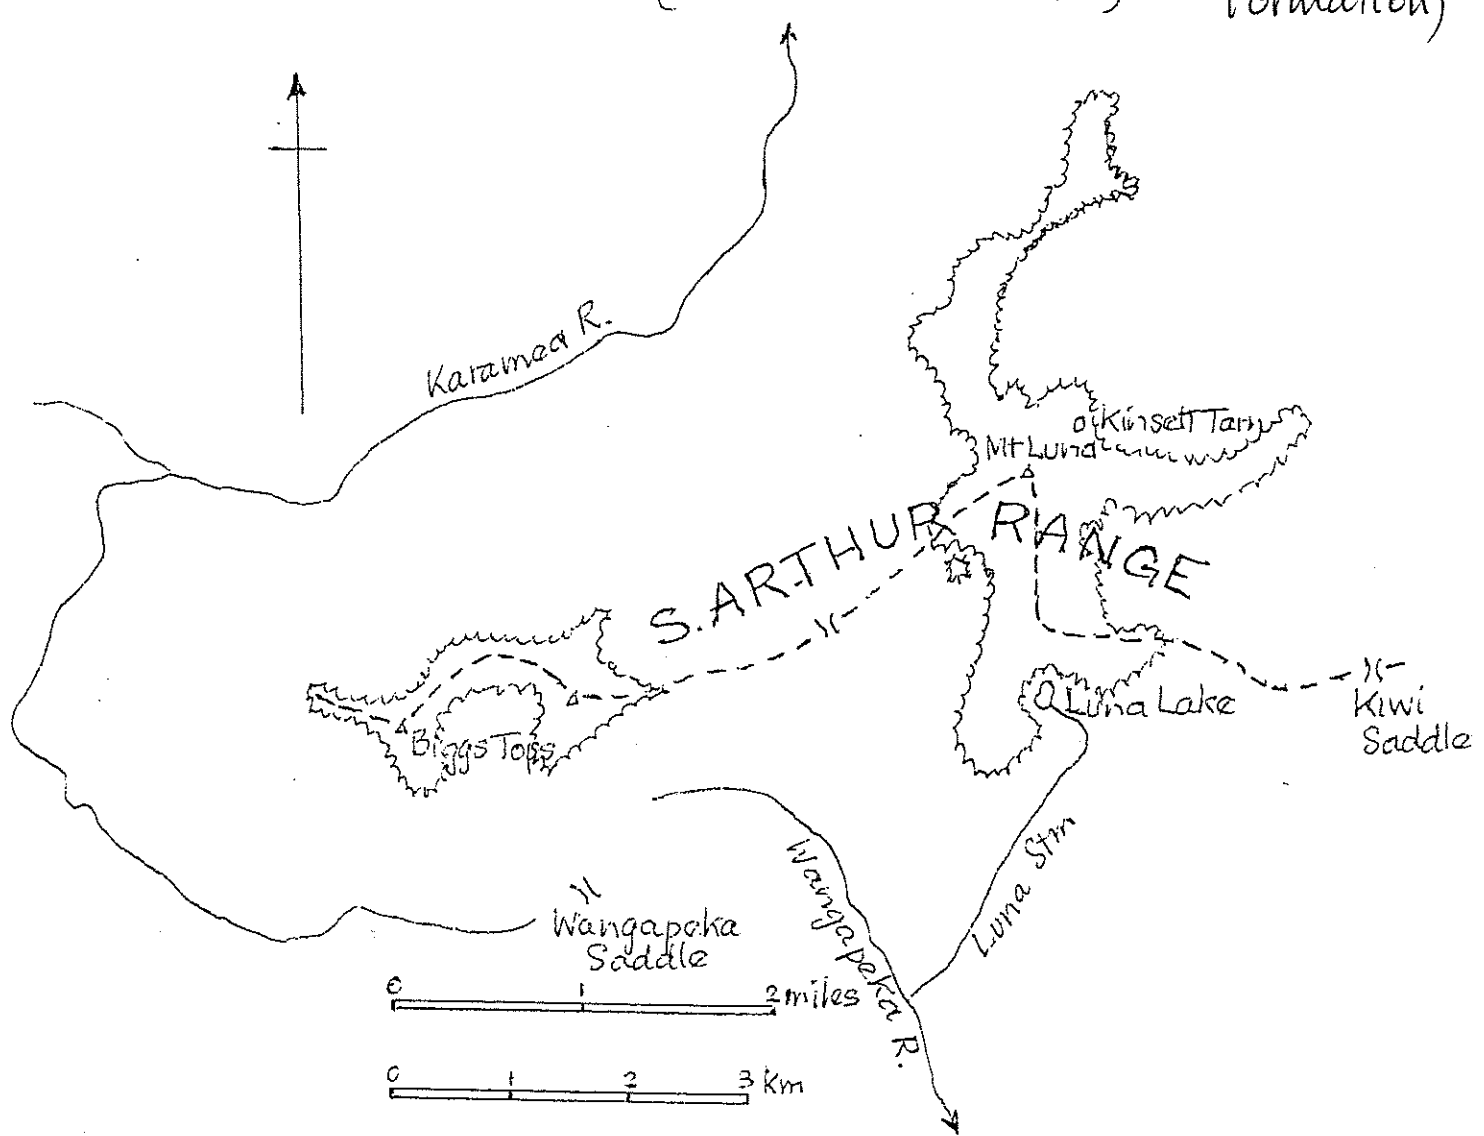 Formation)
Karamea R.
Kinsett Tarn
Mt Luna
S. ARTHUR RANGE
Luna Lake
Kiwi
Saddle
Biggs Tops
Wangapeka R.
Luna Stm
Wangapeka
Saddle
0 1 2 miles
0 1 2 3 Km